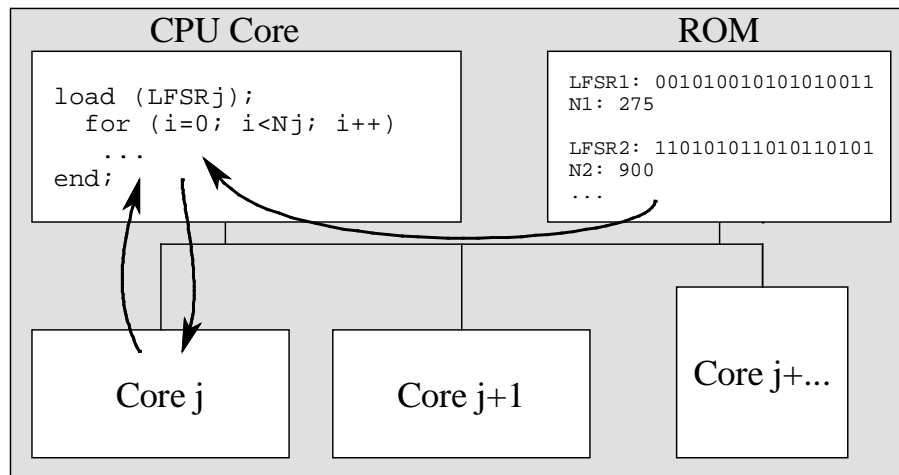 CPU Core
load (LFSRj);
for (i=0; i<Nj; i++)
...
end;
ROM
LFSR1: 001010010101010011
N1: 275
LFSR2: 110101011010110101
N2: 900
...
Core j
Core j+1
Core j+...